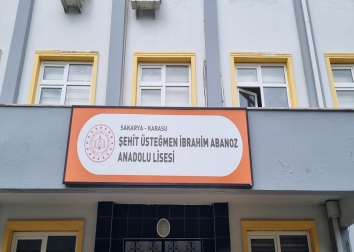 SAKARYA - KARASU
ŞEHİT ÜSTEĞMEN İBRAHİM ABANOZ
ANADOLU LİSESİ